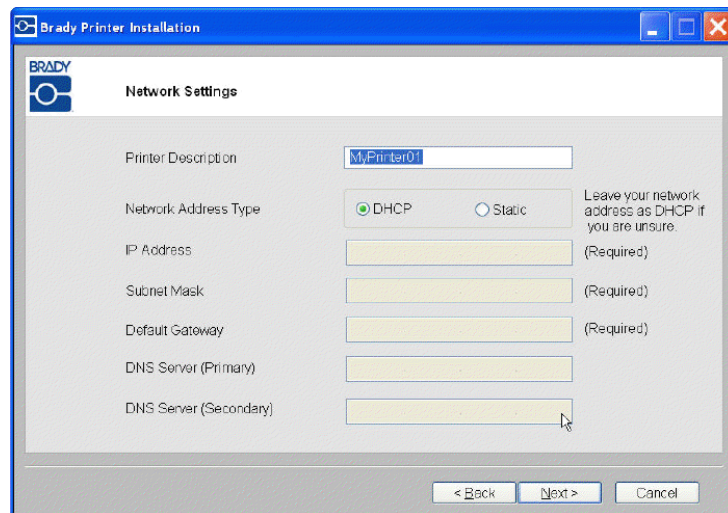 Brady Printer Installation
BRADY
Network Settings
Printer Description MyPrinter01
Network Address Type DHCP Static Leave your network
address as DHCP if
you are unsure.
IP Address (Required)
Subnet Mask (Required)
Default Gateway (Required)
DNS Server (Primary)
DNS Server (Secondary)
< Back Next > Cancel